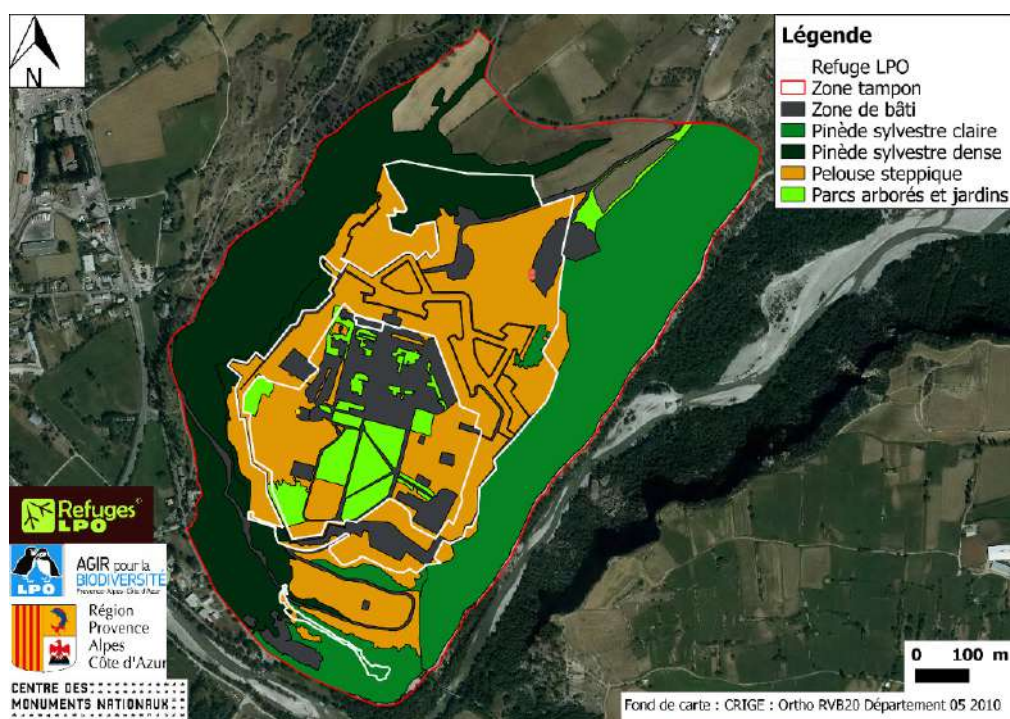 N
Légende
Refuge LPO
Zone tampon
Zone de bâti
Pinède sylvestre claire
Pinède sylvestre dense
Pelouse steppique
Parcs arborés et jardins
Refuges
LPO
LPO
AGIR pour la
BIODIVERSITÉ
Provence-Alpes-Côte d'Azur
Région
Provence
Alpes
Côte d'Azur
CENTRE DES
MONUMENTS NATIONAUX
0 100 m
Fond de carte : CRIGE : Ortho RVB20 Département 05 2010